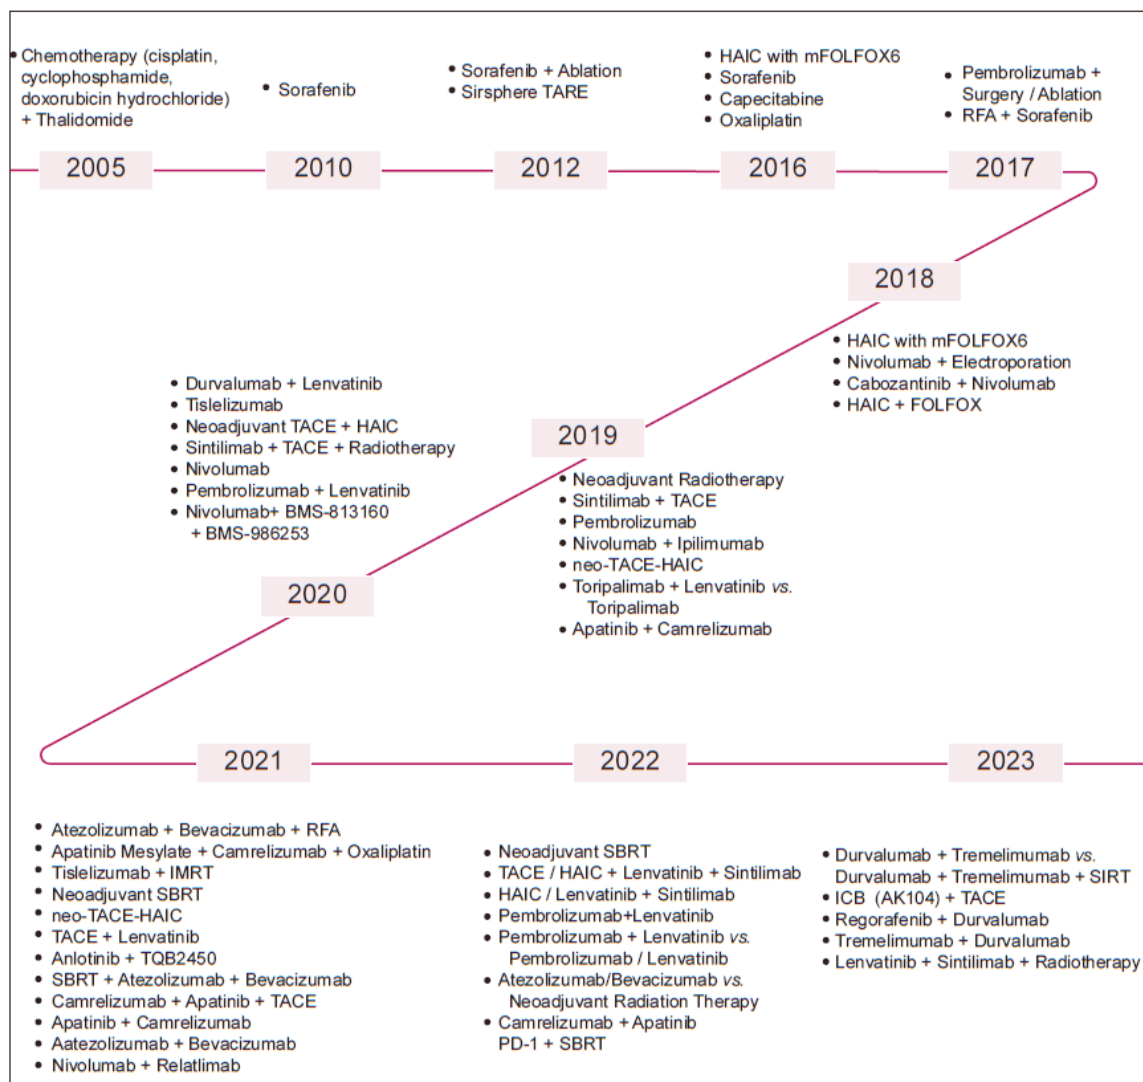 • Chemotherapy (cisplatin,
cyclophosphamide,
doxorubicin hydrochloride)
+ Thalidomide
• Sorafenib
• Sorafenib + Ablation
• Sirsphere TARE
• HAIC with mFOLFOX6
• Sorafenib
• Capecitabine
• Oxaliplatin
• Pembrolizumab +
Surgery / Ablation
• RFA + Sorafenib
2005
2010
2012
2016
2017
2018
• HAIC with mFOLFOX6
• Nivolumab + Electroporation
• Cabozantinib + Nivolumab
• HAIC + FOLFOX
2019
• Neoadjuvant Radiotherapy
• Sintilimab + TACE
• Pembrolizumab
• Nivolumab + Ipilimumab
• neo-TACE-HAIC
• Toripalimab + Lenvatinib vs.
Toripalimab
• Apatinib + Camrelizumab
• Durvalumab + Lenvatinib
• Tislelizumab
• Neoadjuvant TACE + HAIC
• Sintilimab + TACE + Radiotherapy
• Nivolumab
• Pembrolizumab + Lenvatinib
• Nivolumab+ BMS-813160
+ BMS-986253
2020
2021
2022
2023
• Atezolizumab + Bevacizumab + RFA
• Apatinib Mesylate + Camrelizumab + Oxaliplatin
• Tislelizumab + IMRT
• Neoadjuvant SBRT
• neo-TACE-HAIC
• TACE + Lenvatinib
• Anlotinib + TQB2450
• SBRT + Atezolizumab + Bevacizumab
• Camrelizumab + Apatinib + TACE
• Apatinib + Camrelizumab
• Aatezolizumab + Bevacizumab
• Nivolumab + Relatlimab
• Neoadjuvant SBRT
• TACE / HAIC + Lenvatinib + Sintilimab
• HAIC / Lenvatinib + Sintilimab
• Pembrolizumab+Lenvatinib
• Pembrolizumab + Lenvatinib vs.
Pembrolizumab / Lenvatinib
• Atezolizumab/Bevacizumab vs.
Neoadjuvant Radiation Therapy
• Camrelizumab + Apatinib
PD-1 + SBRT
• Durvalumab + Tremelimumab vs.
Durvalumab + Tremelimumab + SIRT
• ICB (AK104) + TACE
• Regorafenib + Durvalumab
• Tremelimumab + Durvalumab
• Lenvatinib + Sintilimab + Radiotherapy